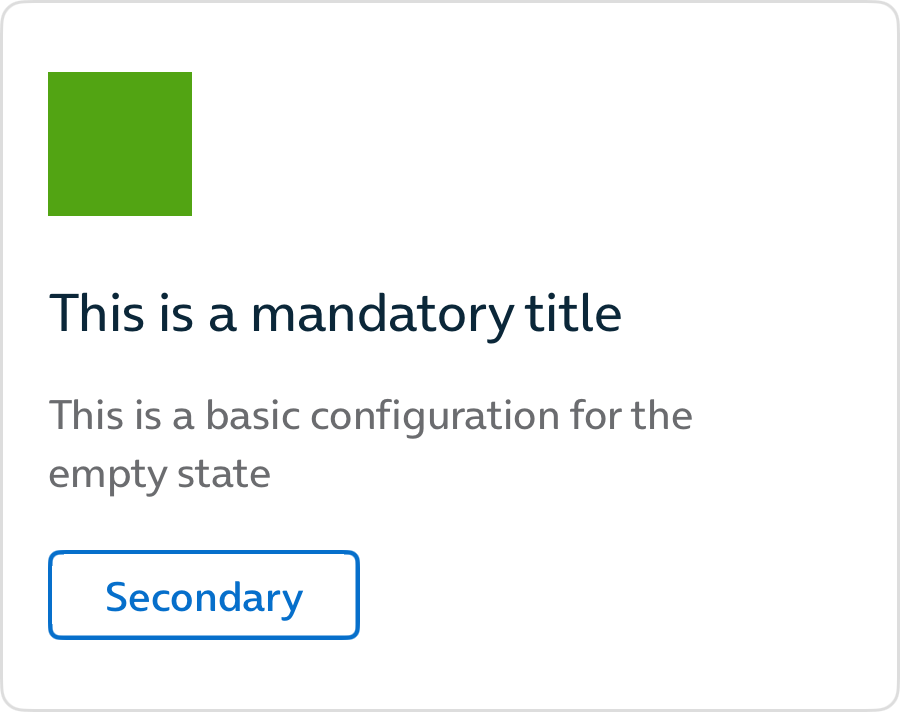 This is a mandatory title
This is a basic configuration for the
empty state
Secondary